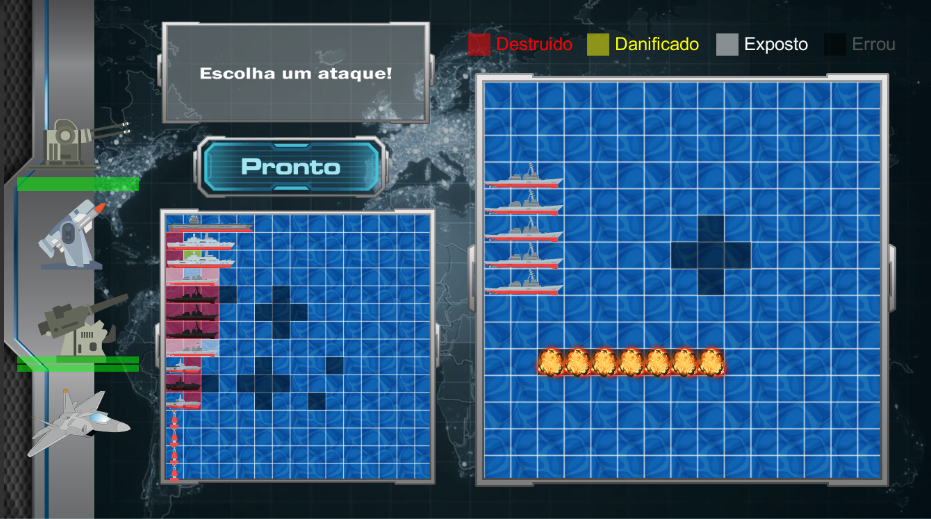 Destruido
Danificado
Exposto
Errou
Escolha um ataque!
Pronto